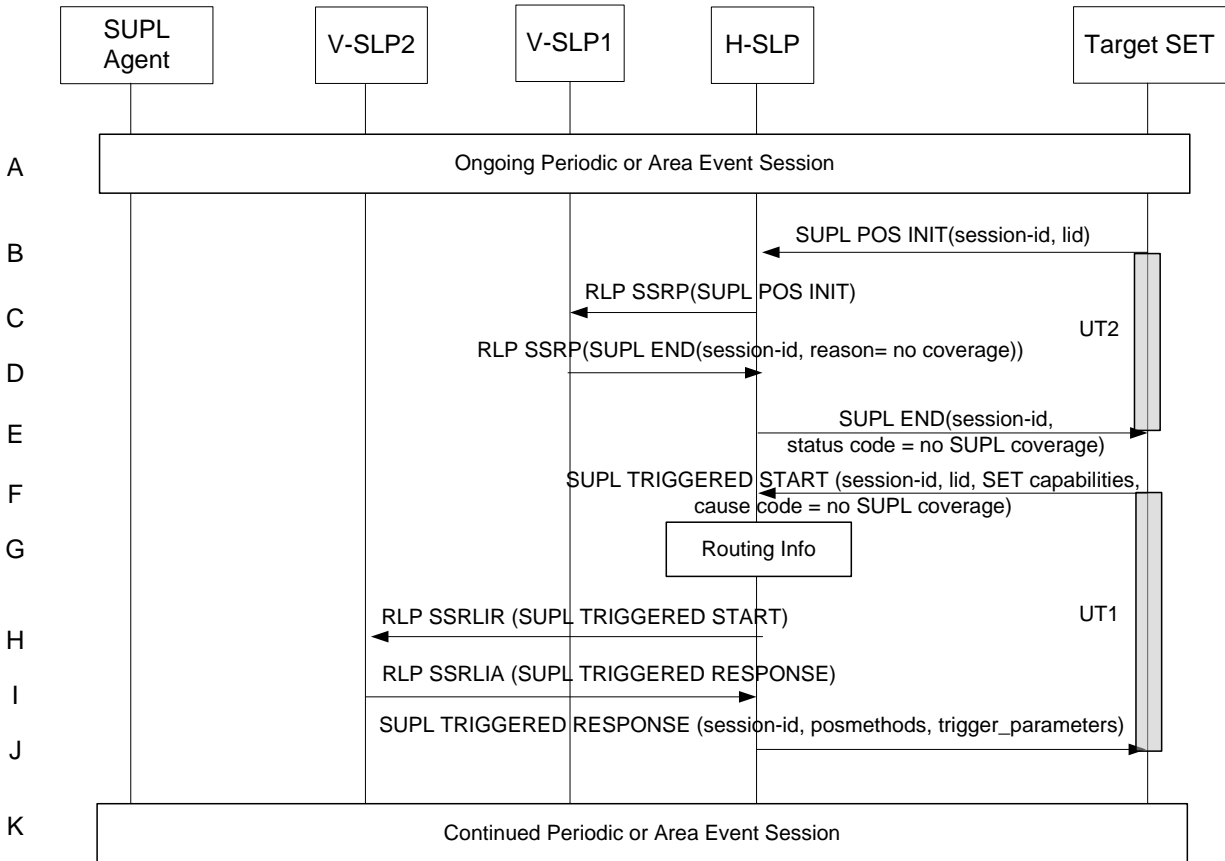 SUPL
Agent
V-SLP2
V-SLP1
H-SLP
Target SET
A
Ongoing Periodic or Area Event Session
B
SUPL POS INIT(session-id, lid)
C
RLP SSRP(SUPL POS INIT)
UT2
D
RLP SSRP(SUPL END(session-id, reason= no coverage))
E
SUPL END(session-id,
status code = no SUPL coverage)
F
SUPL TRIGGERED START (session-id, lid, SET capabilities,
cause code = no SUPL coverage)
G
Routing Info
H
RLP SSRLIR (SUPL TRIGGERED START)
UT1
I
RLP SSRLIA (SUPL TRIGGERED RESPONSE)
J
SUPL TRIGGERED RESPONSE (session-id, posmethods, trigger_parameters)
K
Continued Periodic or Area Event Session